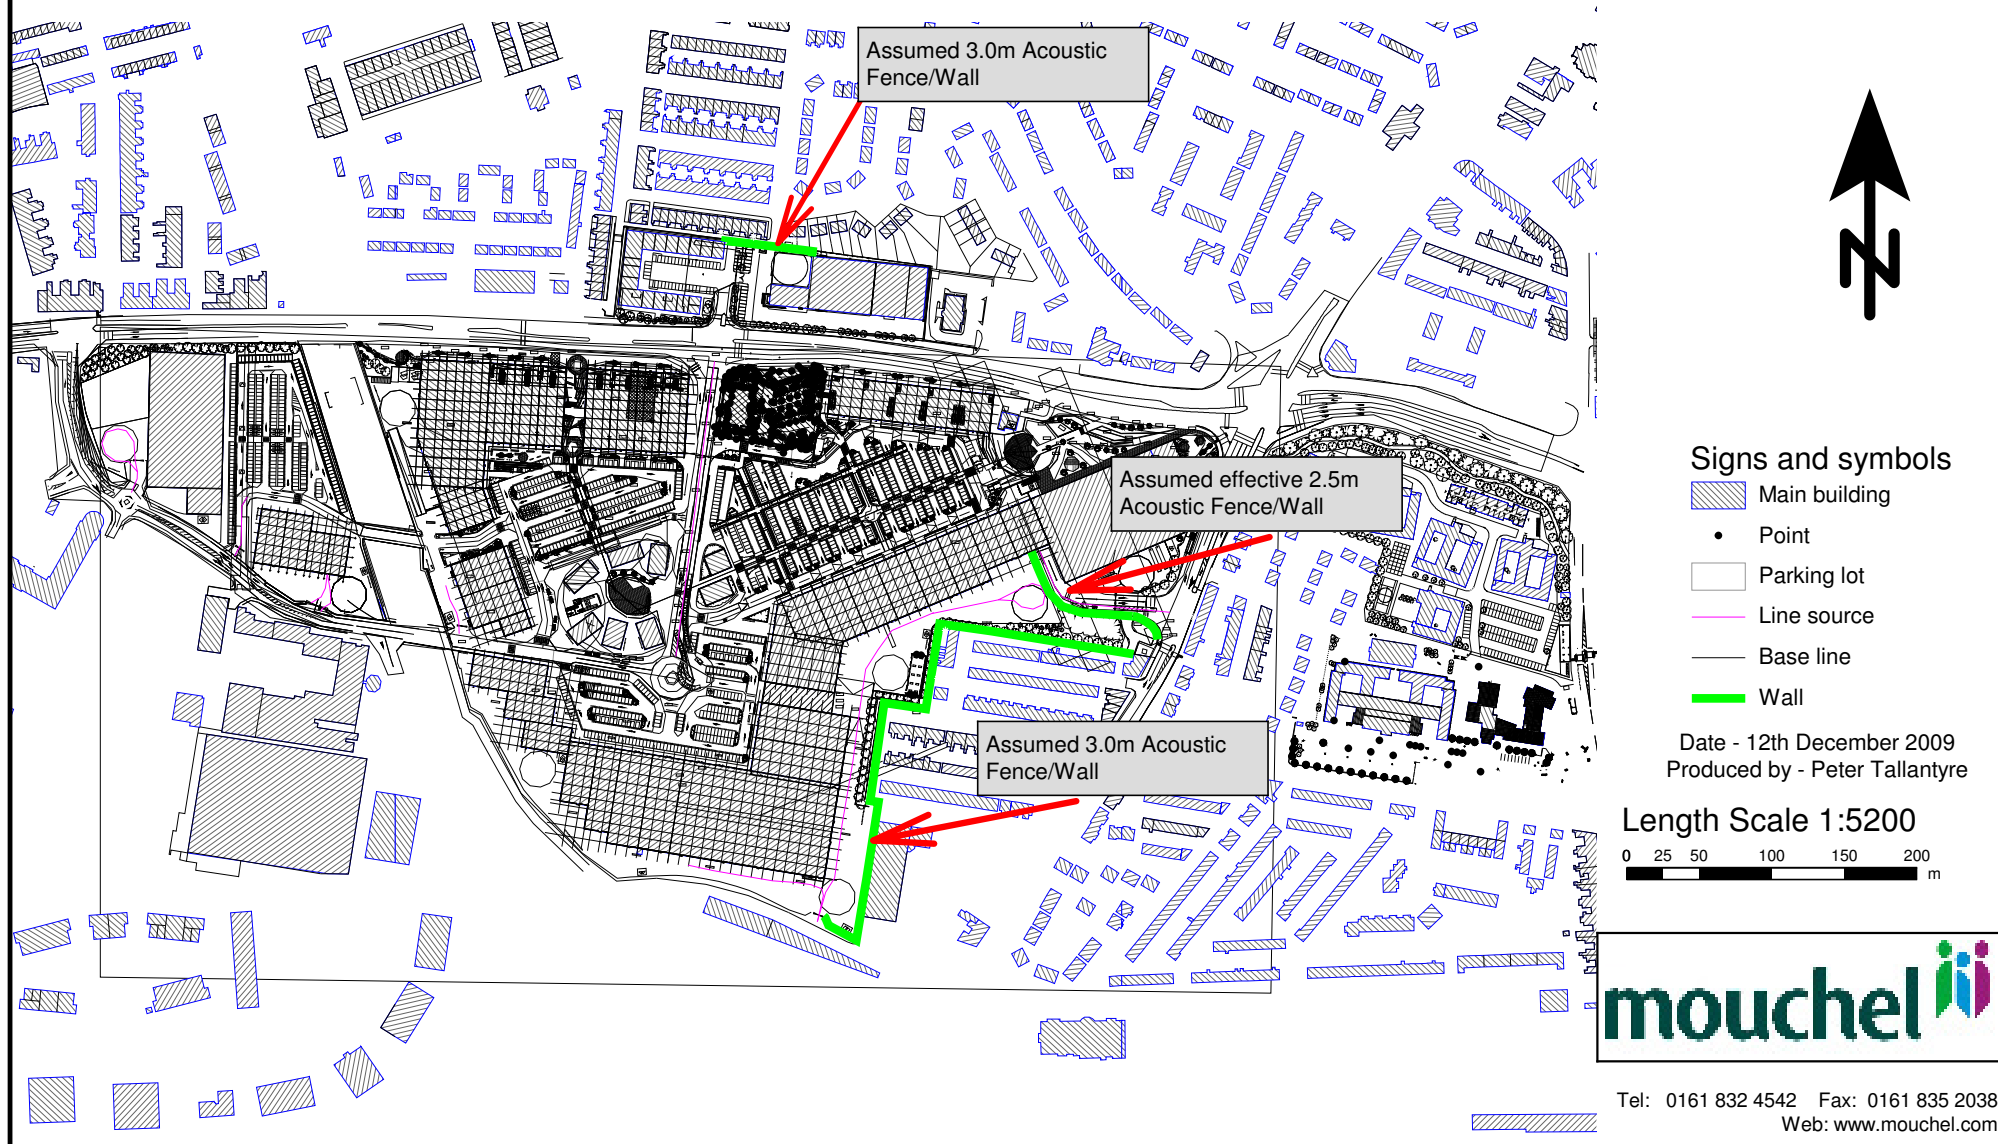 Assumed 3.0m Acoustic
Fence/Wall
Assumed effective 2.5m
Acoustic Fence/Wall
Assumed 3.0m Acoustic
Fence/Wall
N
Signs and symbols
Main building
Point
Parking lot
Line source
Base line
Wall
Date - 12th December 2009
Produced by - Peter Tallantyre
Length Scale 1:5200
0 25 50 100 150 200
m
mouchel
Tel: 0161 832 4542 Fax: 0161 835 2038
Web: www.mouchel.com